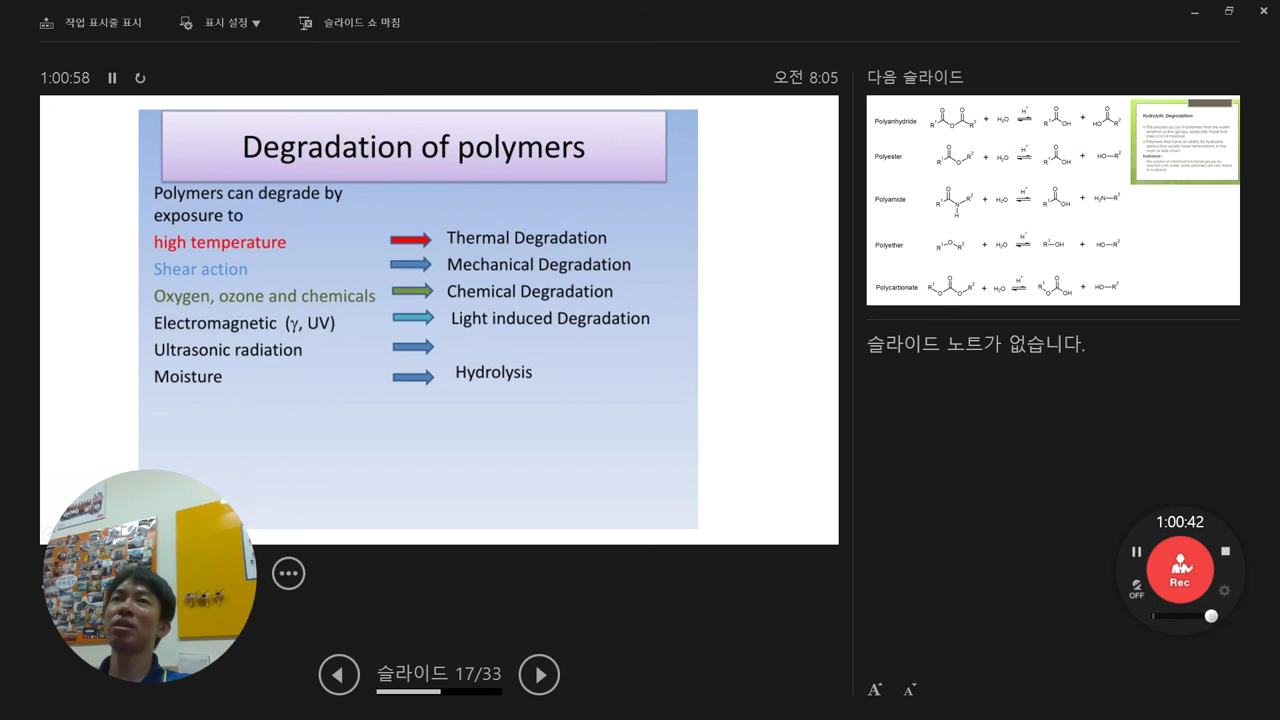 작업 표시줄 표시
표시 설정 ▼
슬라이드 쇼 마침
1:00:58
오전 8:05
다음 슬라이드
Degradation of polymers
Polymers can degrade by
exposure to
high temperature
Thermal Degradation
Shear action
Mechanical Degradation
Oxygen, ozone and chemicals
Chemical Degradation
Electromagnetic (γ, UV)
Light induced Degradation
Ultrasonic radiation
Moisture
Hydrolysis
Polyanhydride
Polyester
Polyamide
Polyether
Polycarbonate
Hydrolytic Degradation:
슬라이드 노트가 없습니다.
1:00:42
Rec
OFF
슬라이드 17/33